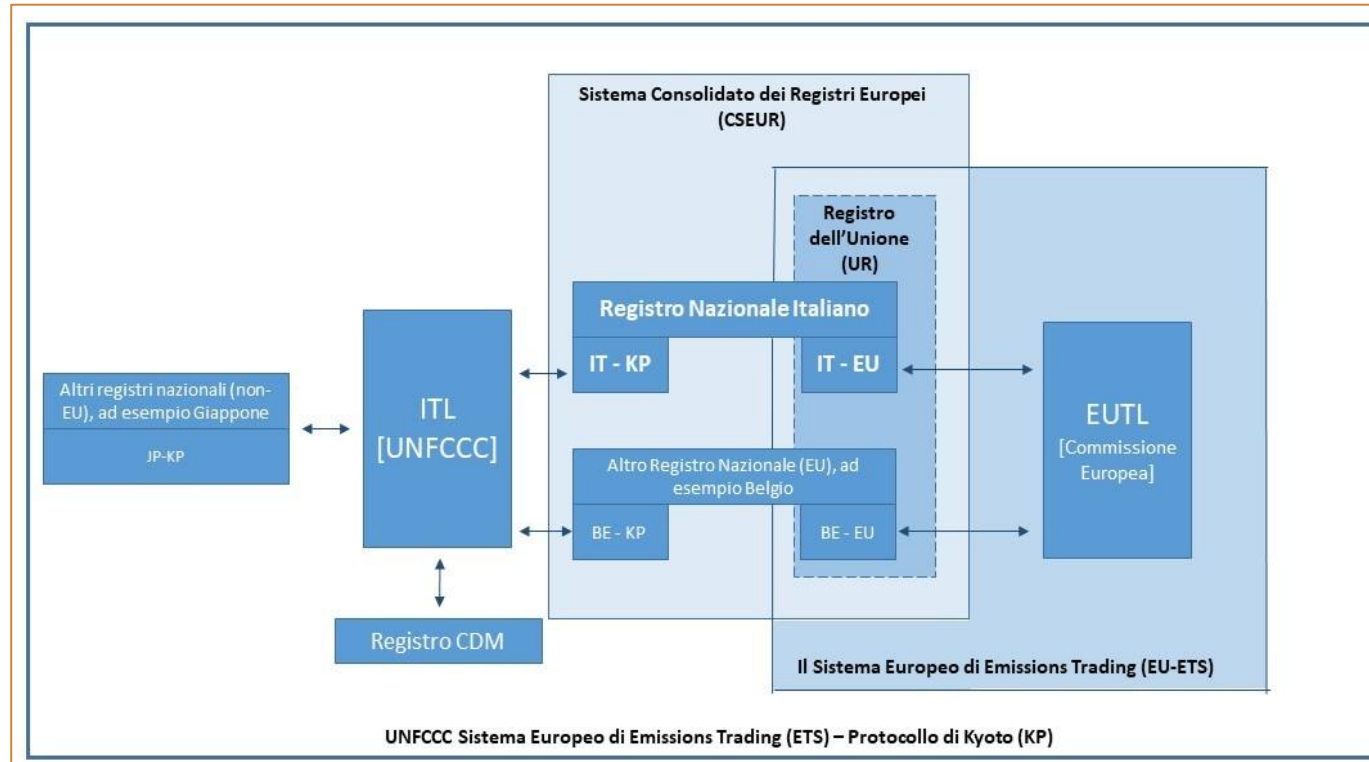 Sistema Consolidato dei Registri Europei
(CSEUR)
Registro
dell'Unione
(UR)
Registro Nazionale Italiano
IT - KP
IT - EU
Altri registri nazionali (non-
EU), ad esempio Giappone
JP-KP
ITL
[UNFCCC]
EUTL
[Commissione
Europea]
Altro Registro Nazionale (EU), ad
esempio Belgio
BE - KP
BE - EU
Registro CDM
Il Sistema Europeo di Emissions Trading (EU-ETS)
UNFCCC Sistema Europeo di Emissions Trading (ETS) – Protocollo di Kyoto (KP)